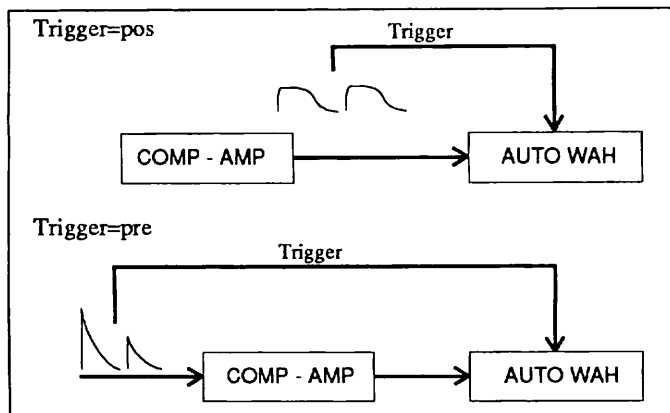 Trigger=pos
Trigger
COMP - AMP
AUTO WAH
Trigger=pre
Trigger
COMP - AMP
AUTO WAH